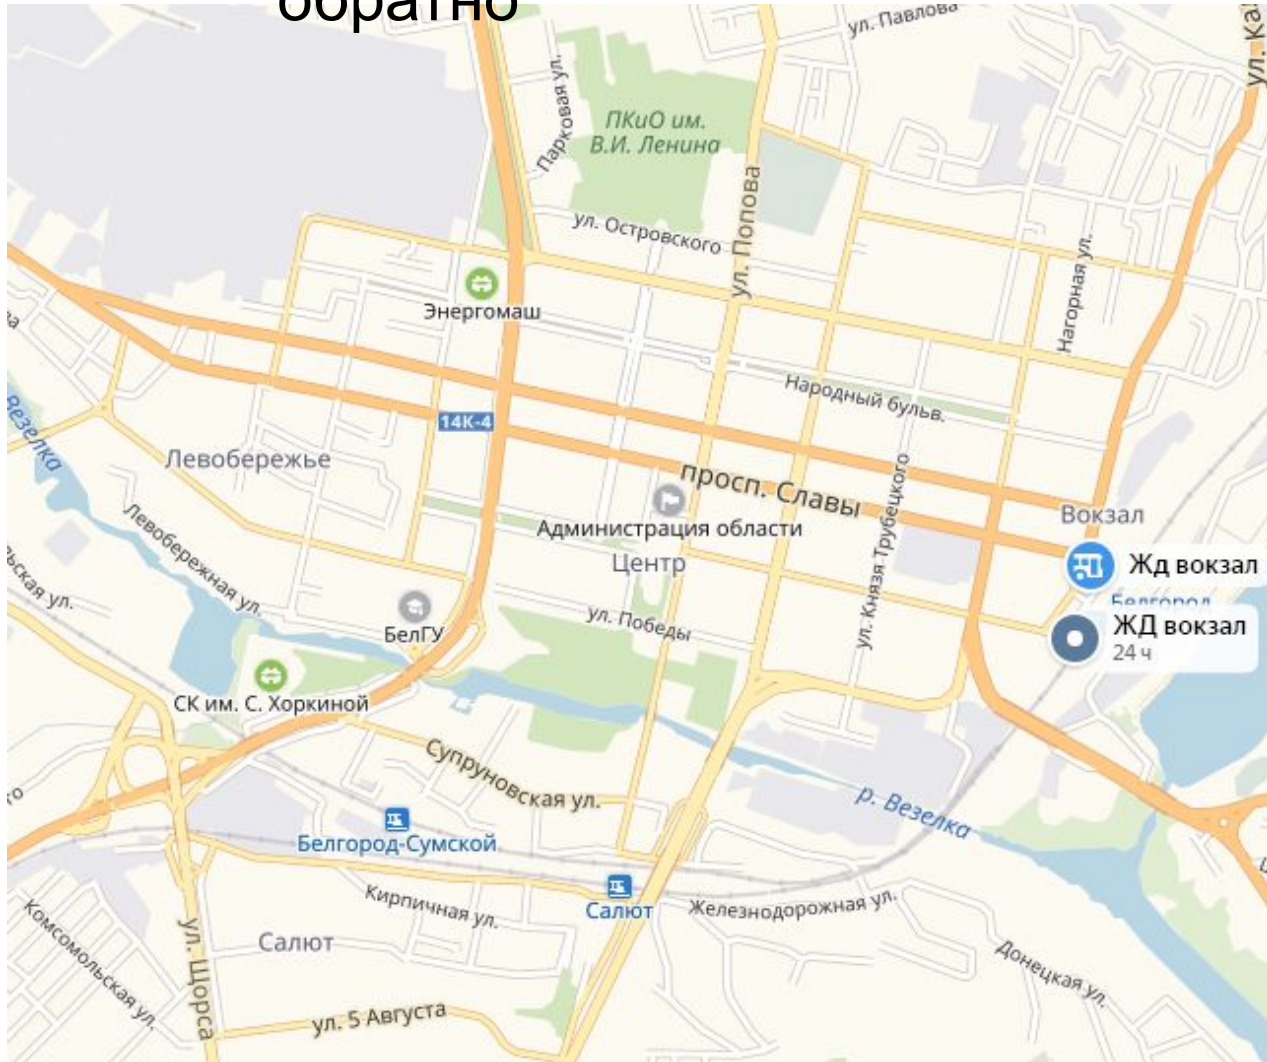 обратно
ул. Павлова
ул. Ка
Парковая ул.
ПКиО им.
В.И. Ленина
ул. Попова
ул. Островского
Нагорная ул.
Энергомаш
Народный бульв.
14К-4
Везелка
Левобережье
просп. Славы
Администрация области
Центр
ул. Князя Трубецкого
Вокзал
Жд вокзал
Белгород
ЖД вокзал
24 ч
Левобережная ул.
ул. Победы
БелГУ
СК им. С. Хоркиной
Супруновская ул.
р. Везелка
Белгород-Сумской
Салют
Кирпичная ул.
Железнодорожная ул.
Комсомольская ул.
ул. Щорса
Салют
Донецкая ул.
ул. 5 Августа